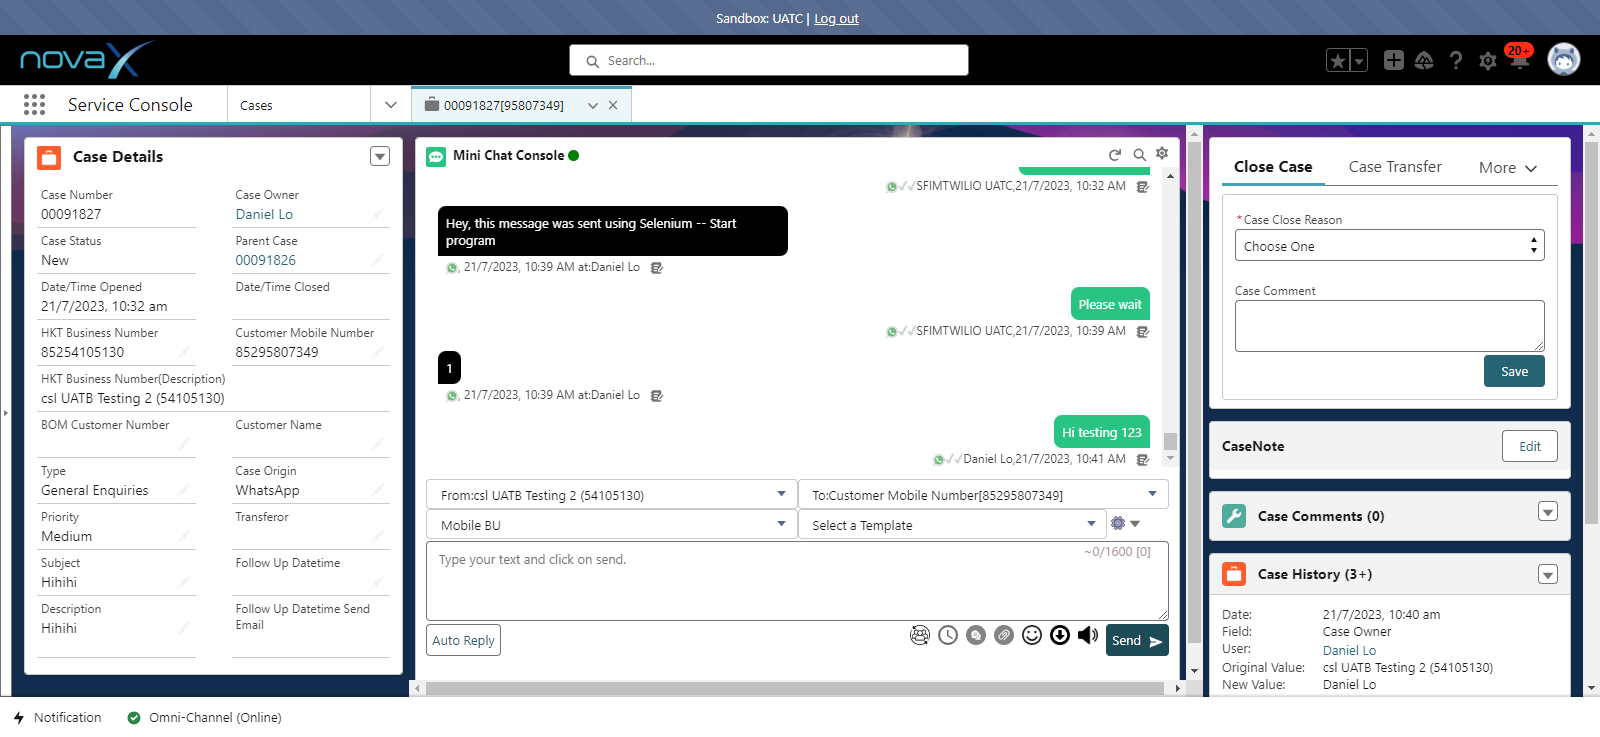 Sandbox: UATC | Log out
novaX
Search...
20+
Service Console
Cases
00091827[95807349]
Case Details
Case Number
00091827
Case Owner
Daniel Lo
Case Status
New
Parent Case
00091826
Date/Time Opened
21/7/2023, 10:32 am
Date/Time Closed
HKT Business Number
85254105130
Customer Mobile Number
85295807349
HKT Business Number(Description)
csl UATB Testing 2 (54105130)
BOM Customer Number
Customer Name
Type
General Enquiries
Case Origin
WhatsApp
Priority
Medium
Transferor
Subject
Hihihi
Follow Up Datetime
Description
Hihihi
Follow Up Datetime Send
Email
Mini Chat Console
SFIMTWILIO UATC,21/7/2023, 10:32 AM
Hey, this message was sent using Selenium -- Start
program
, 21/7/2023, 10:39 AM at:Daniel Lo
Please wait
SFIMTWILIO UATC,21/7/2023, 10:39 AM
1
, 21/7/2023, 10:39 AM at:Daniel Lo
Hi testing 123
Daniel Lo,21/7/2023, 10:41 AM
From:csl UATB Testing 2 (54105130)
To:Customer Mobile Number[85295807349]
Mobile BU
Select a Template
Type your text and click on send.
~0/1600 [0]
Auto Reply
Send
Close Case
Case Transfer
More
*Case Close Reason
Choose One
Case Comment
Save
CaseNote
Edit
Case Comments (0)
Case History (3+)
Date: 21/7/2023, 10:40 am
Field: Case Owner
User: Daniel Lo
Original Value: csl UATB Testing 2 (54105130)
New Value: Daniel Lo
Notification
Omni-Channel (Online)